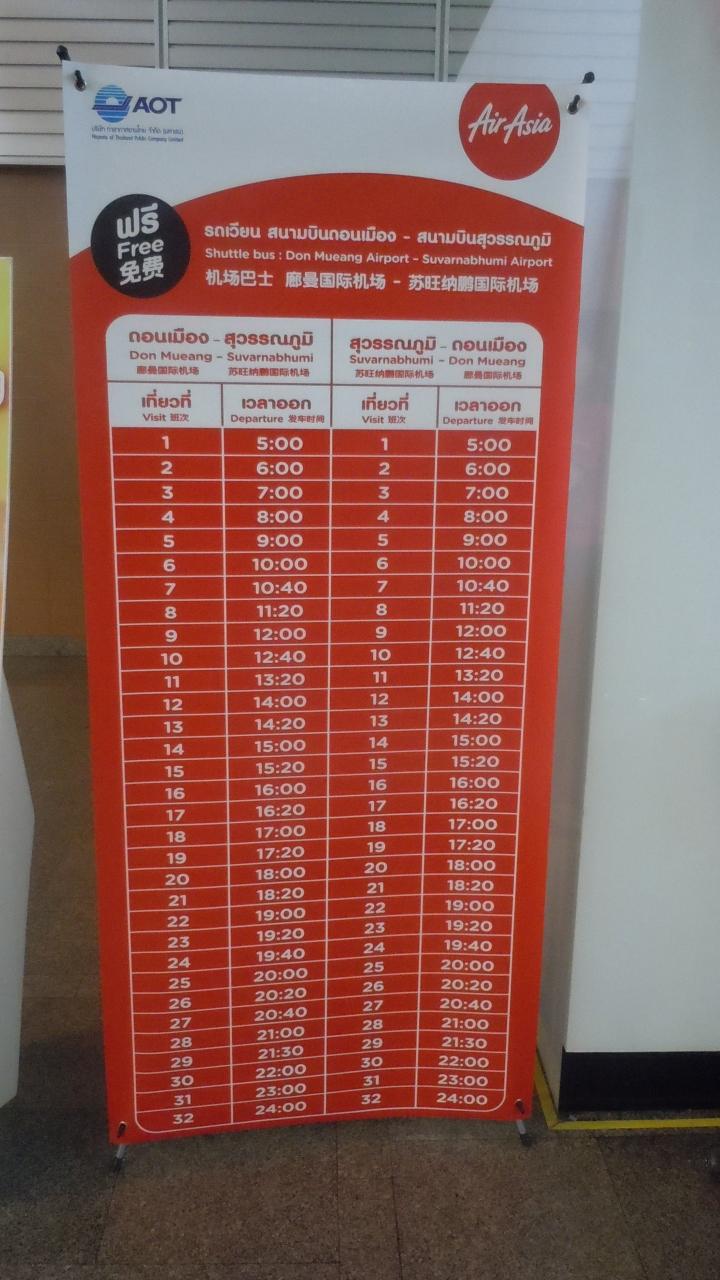 AOT
บริษัท ท่าอากาศยานไทย จำกัด (มหาชน)
Airports of Thailand Public Company Limited
AirAsia
ฟรี
Free
免费
รถเวียน สนามบินดอนเมือง - สนามบินสุวรรณภูมิ
Shuttle bus : Don Mueang Airport - Suvarnabhumi Airport
机场巴士 廊曼国际机场 - 苏旺纳鹏国际机场
ดอนเมือง - สุวรรณภูมิ สุวรรณภูมิ - ดอนเมือง
Don Mueang - Suvarnabhumi Suvarnabhumi - Don Mueang
廊曼国际机场 苏旺纳鹏国际机场 苏旺纳鹏国际机场 廊曼国际机场
เที่ยวที่ เวลาออก เที่ยวที่ เวลาออก
Visit 班次 Departure 发车时间 Visit 班次 Departure 发车时间
1 5:00 1 5:00
2 6:00 2 6:00
3 7:00 3 7:00
4 8:00 4 8:00
5 9:00 5 9:00
6 10:00 6 10:00
7 10:40 7 10:40
8 11:20 8 11:20
9 12:00 9 12:00
10 12:40 10 12:40
11 13:20 11 13:20
12 14:00 12 14:00
13 14:20 13 14:20
14 15:00 14 15:00
15 15:20 15 15:20
16 16:00 16 16:00
17 16:20 17 16:20
18 17:00 18 17:00
19 17:20 19 17:20
20 18:00 20 18:00
21 18:20 21 18:20
22 19:00 22 19:00
23 19:20 23 19:20
24 19:40 24 19:40
25 20:00 25 20:00
26 20:20 26 20:20
27 20:40 27 20:40
28 21:00 28 21:00
29 21:30 29 21:30
30 22:00 30 22:00
31 23:00 31 23:00
32 24:00 32 24:00